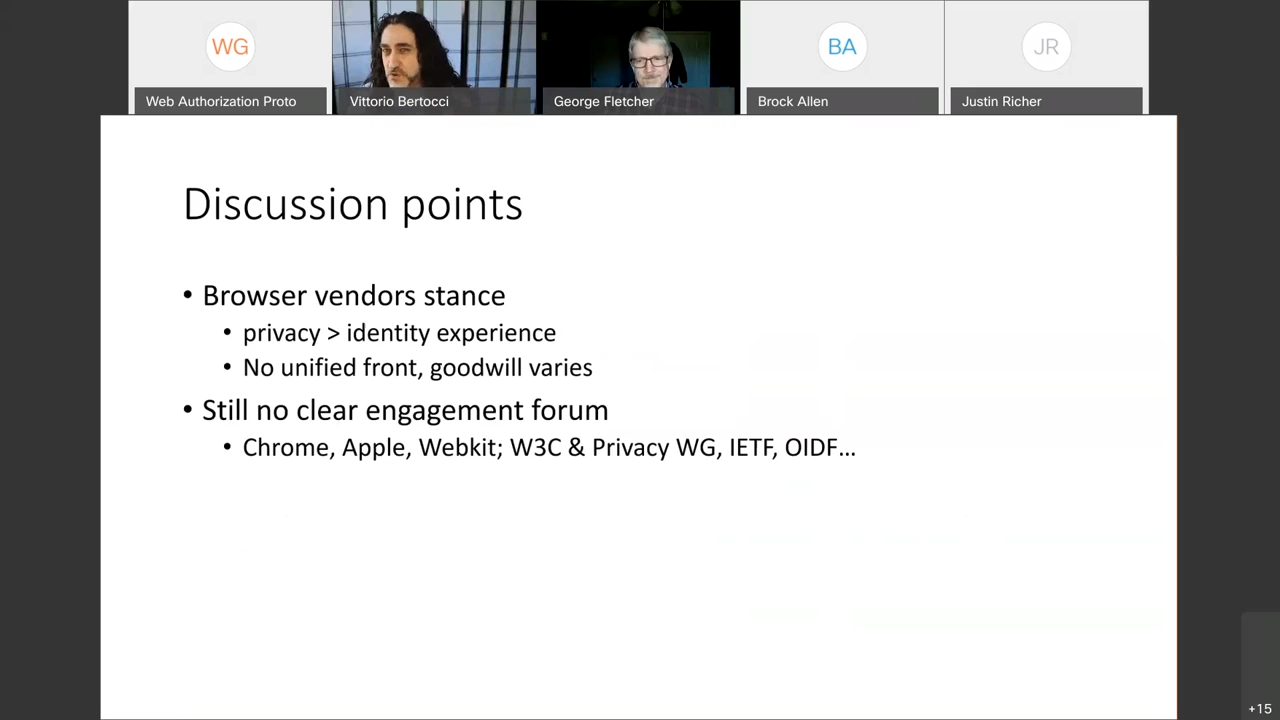 WG
BA
JR
Web Authorization Proto
Vittorio Bertocci
George Fletcher
Brock Allen
Justin Richer
Discussion points
• Browser vendors stance
• privacy > identity experience
• No unified front, goodwill varies
• Still no clear engagement forum
• Chrome, Apple, Webkit; W3C & Privacy WG, IETF, OIDF...
+15